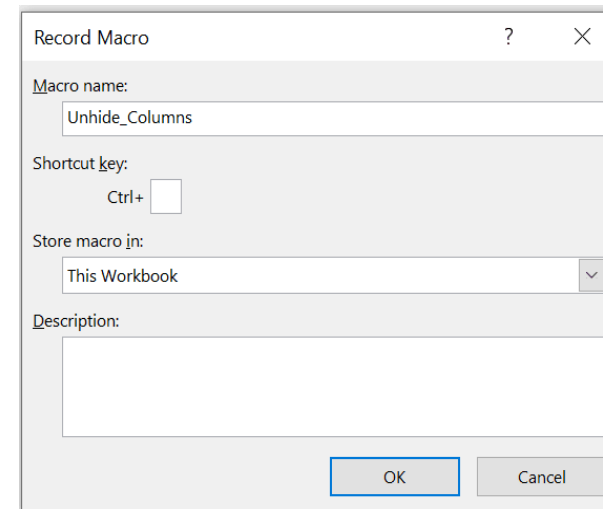 Record Macro ?
Macro name:
Unhide_Columns
Shortcut key:
Ctrl+
Store macro in:
This Workbook
Description:
OK Cancel